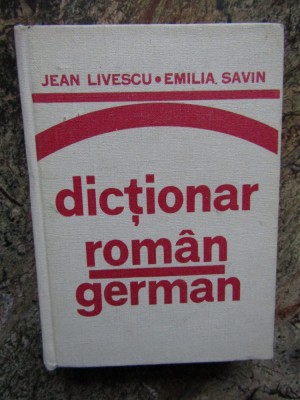 JEAN LIVESCU • EMILIA SAVIN
dicționar
român
german